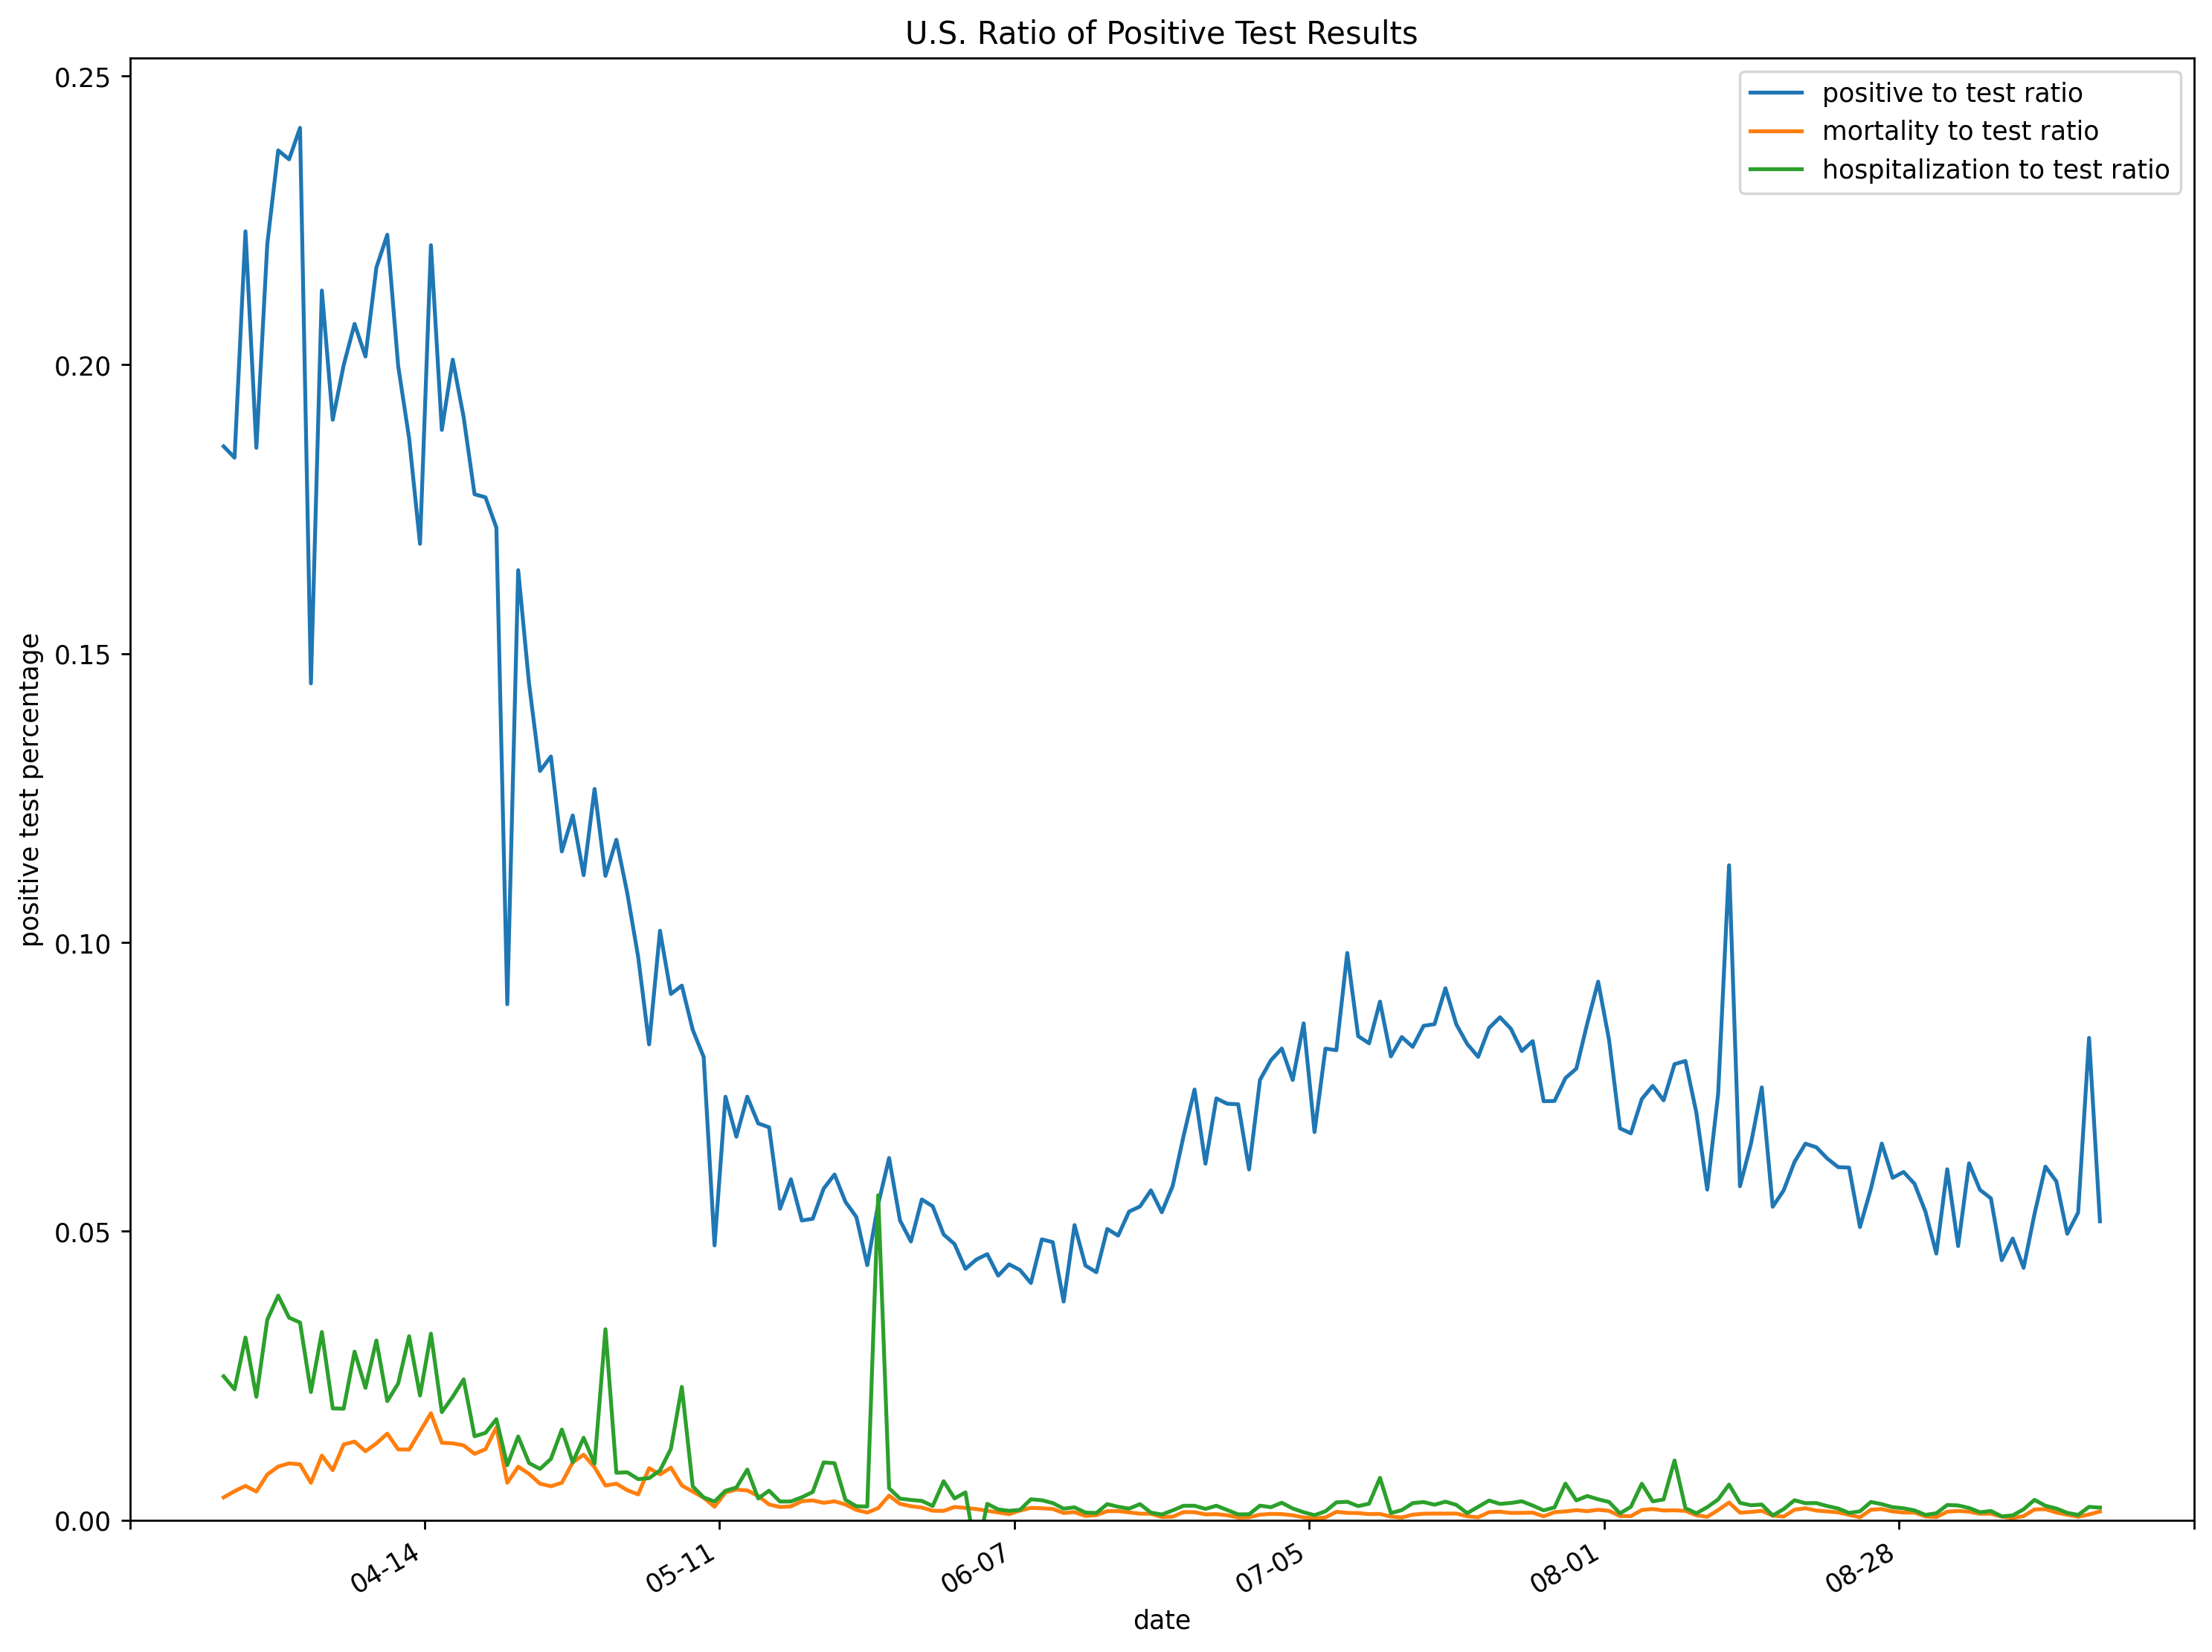 U.S. Ratio of Positive Test Results
positive to test ratio
mortality to test ratio
hospitalization to test ratio
positive test percentage
0.25
0.20
0.15
0.10
0.05
0.00
04-14
05-11
06-07
07-05
08-01
08-28
date